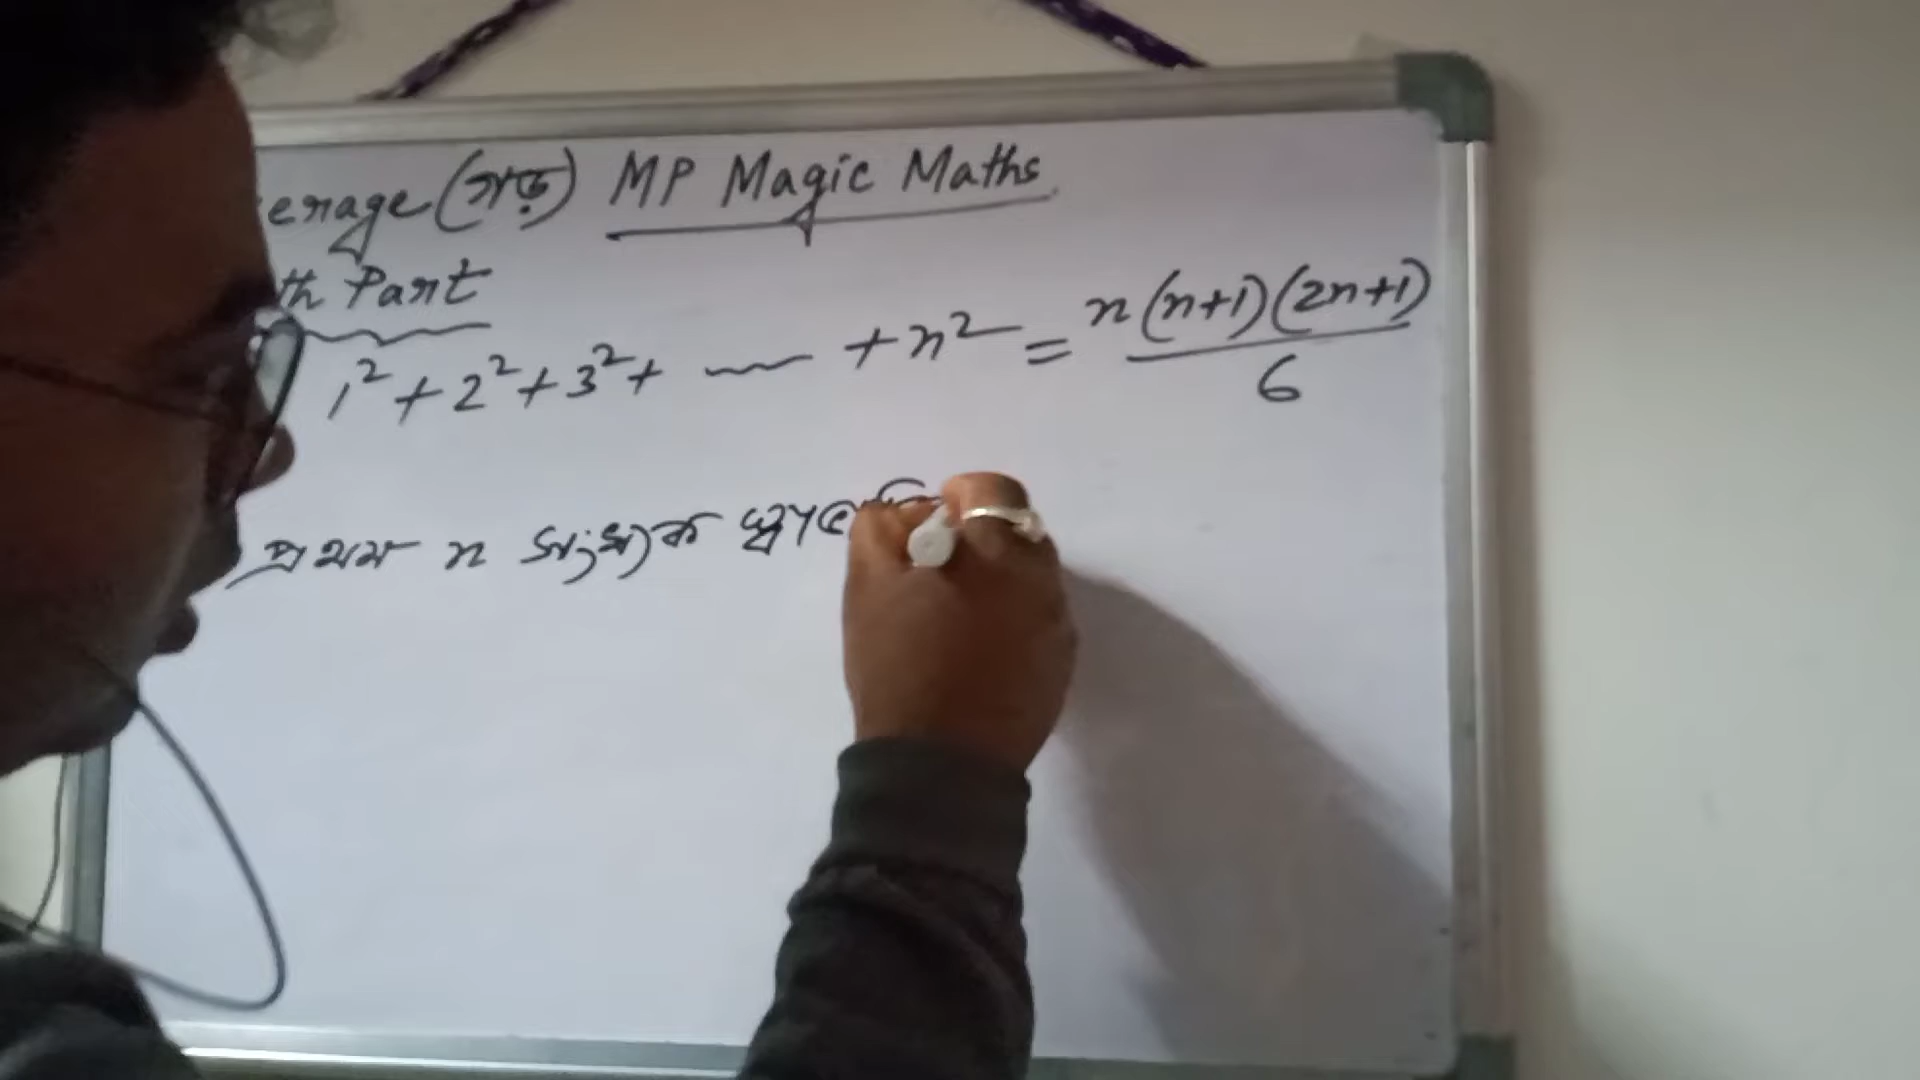 erage (গড়) MP Magic Maths
th Part
1² + 2² + 3² + ﹏ + n² = n(n+1)(2n+1) / 6
প্রথম n সংখ্যক